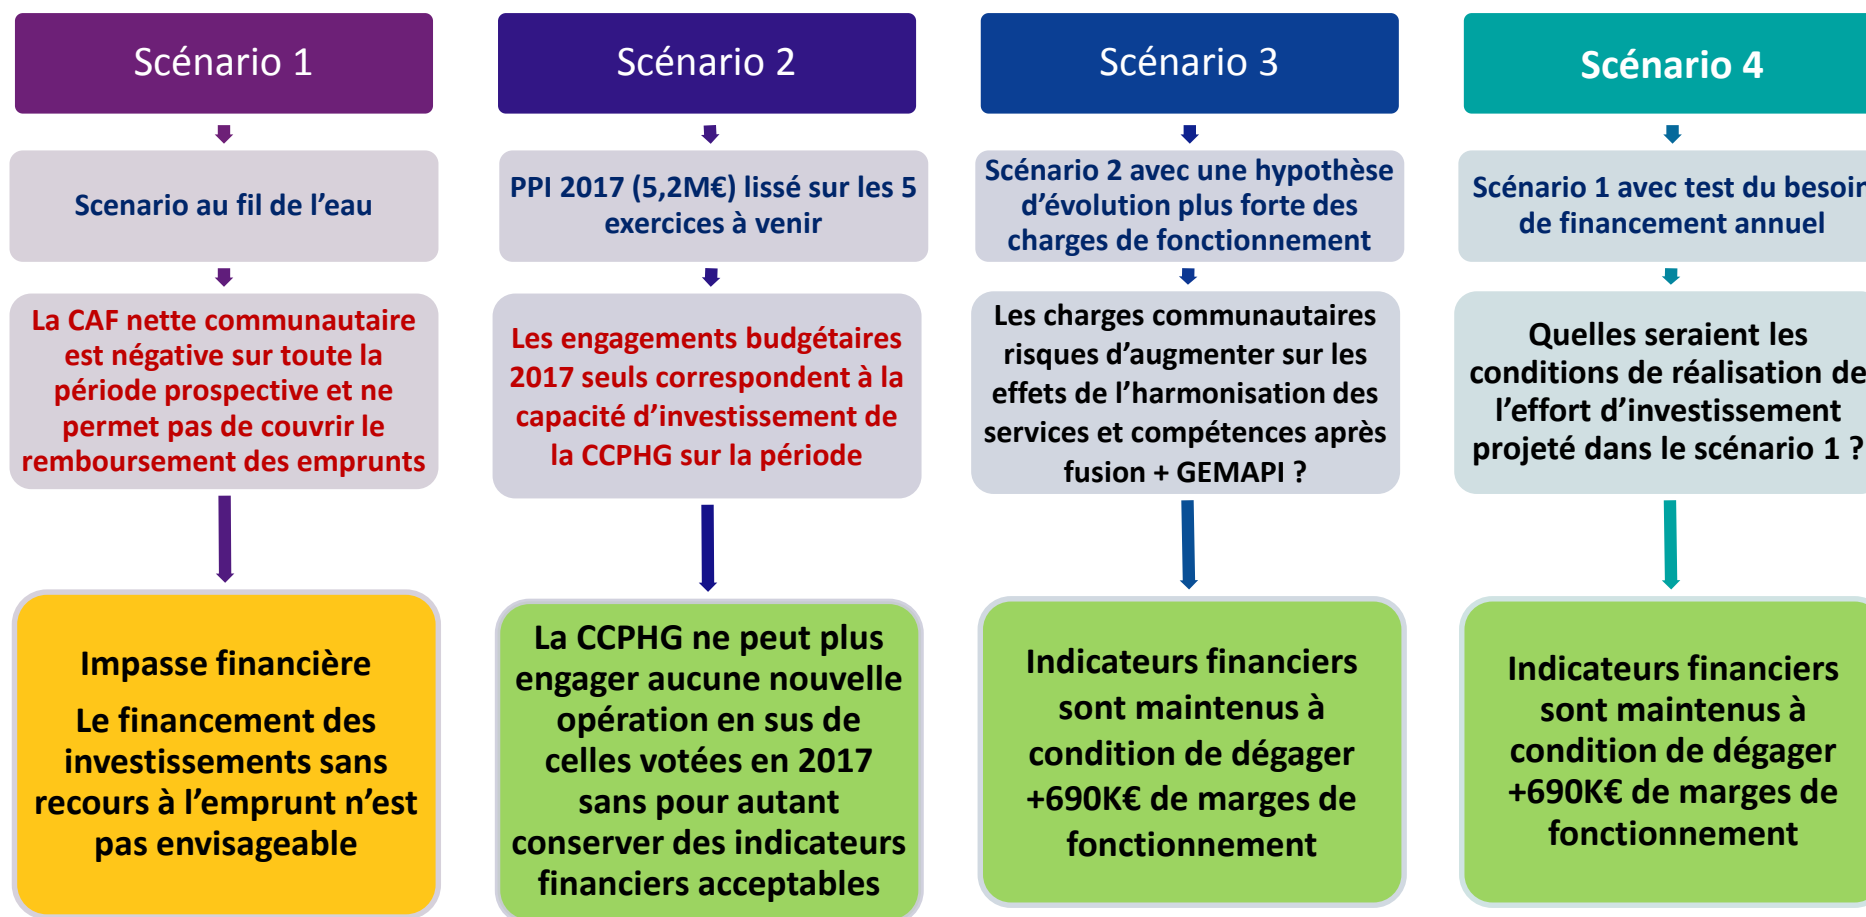 Scénario 1
Scenario au fil de l'eau
La CAF nette communautaire
est négative sur toute la
période prospective et ne
permet pas de couvrir le
remboursement des emprunts
Impasse financière
Le financement des
investissements sans
recours à l'emprunt n'est
pas envisageable
Scénario 2
PPI 2017 (5,2M€) lissé sur les 5
exercices à venir
Les engagements budgétaires
2017 seuls correspondent à la
capacité d'investissement de
la CCPHG sur la période
La CCPHG ne peut plus
engager aucune nouvelle
opération en sus de
celles votées en 2017
sans pour autant
conserver des indicateurs
financiers acceptables
Scénario 3
Scénario 2 avec une hypothèse
d'évolution plus forte des
charges de fonctionnement
Les charges communautaires
risques d'augmenter sur les
effets de l'harmonisation des
services et compétences après
fusion + GEMAPI ?
Indicateurs financiers
sont maintenus à
condition de dégager
+690K€ de marges de
fonctionnement
Scénario 4
Scénario 1 avec test du besoin
de financement annuel
Quelles seraient les
conditions de réalisation de
l'effort d'investissement
projeté dans le scénario 1 ?
Indicateurs financiers
sont maintenus à
condition de dégager
+690K€ de marges de
fonctionnement